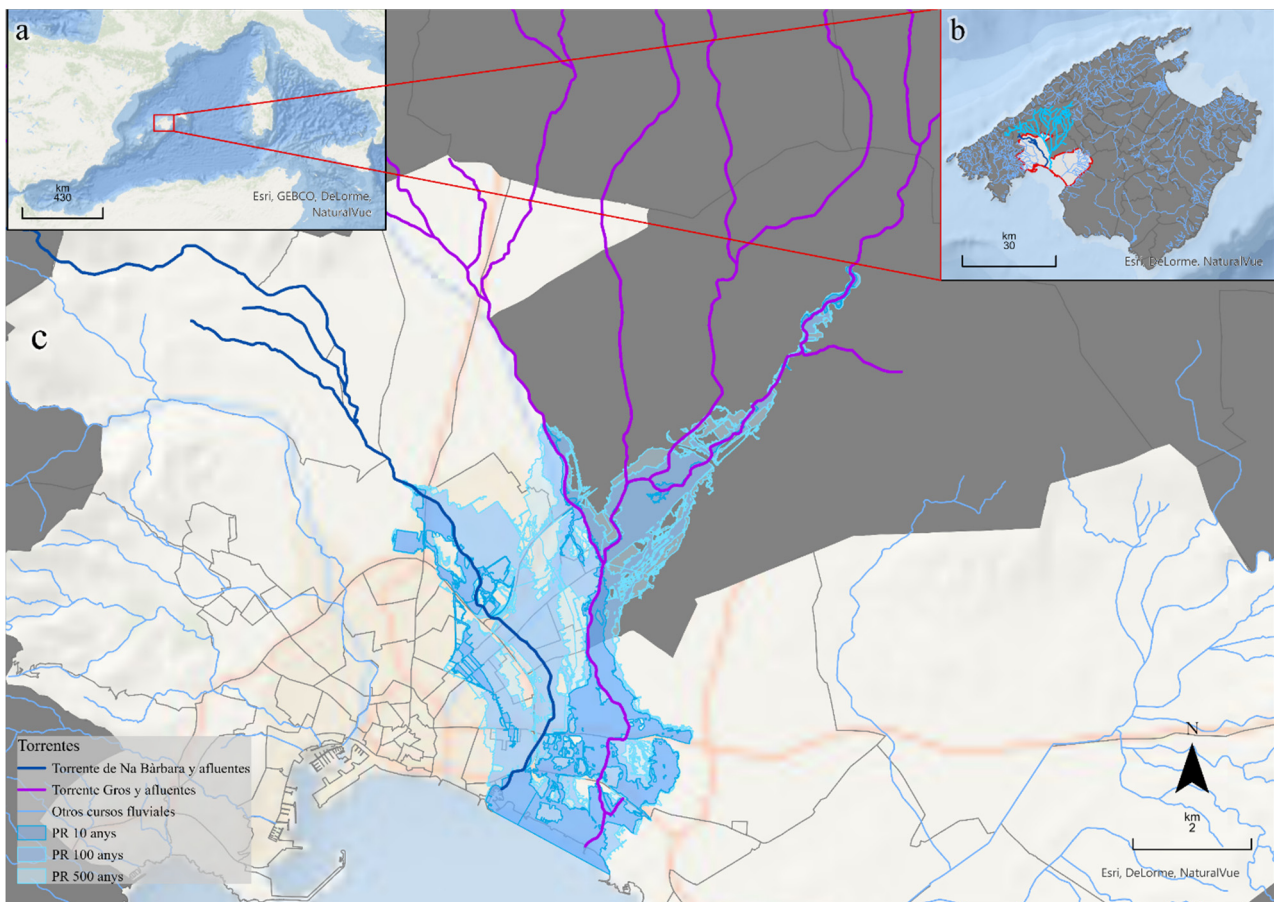 a
km
430
Esri, GEBCO, DeLorme,
NaturalVue
b
km
30
Esri, DeLorme, NaturalVue
c
Torrentes
Torrente de Na Bàrbara y afluentes
Torrente Gros y afluentes
Otros cursos fluviales
PR 10 anys
PR 100 anys
PR 500 anys
N
km
2
Esri, DeLorme, NaturalVue